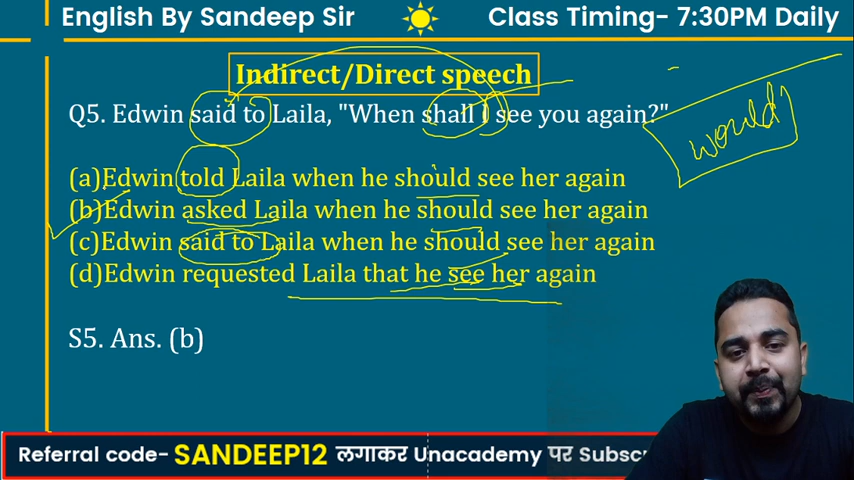 English By Sandeep Sir
Class Timing- 7:30PM Daily
Indirect/Direct speech
Q5. Edwin said to Laila, "When shall I see you again?"
would
(a)Edwin told Laila when he should see her again
(b)Edwin asked Laila when he should see her again
(c)Edwin said to Laila when he should see her again
(d)Edwin requested Laila that he see her again
S5. Ans. (b)
Referral code- SANDEEP12 लगाकर Unacademy पर